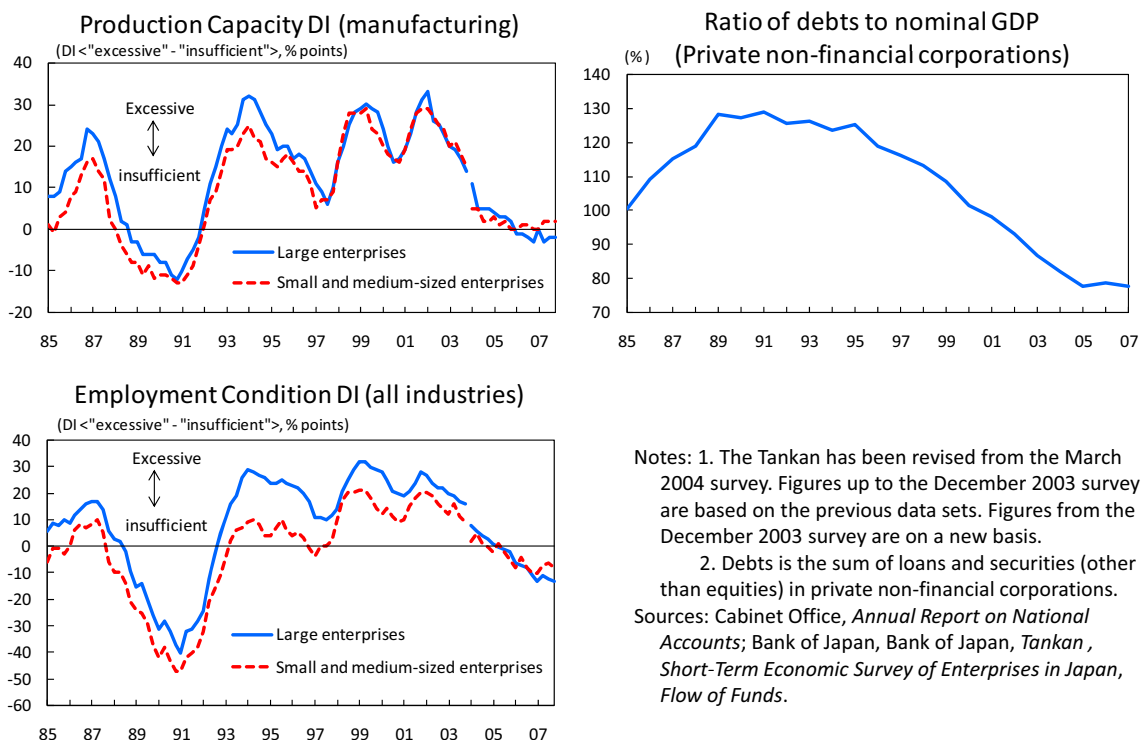 Production Capacity DI (manufacturing)
(DI <"excessive" - "insufficient">, % points)
40
30
20
10
0
-10
-20
Excessive
insufficient
Large enterprises
Small and medium-sized enterprises
85 87 89 91 93 95 97 99 01 03 05 07
Ratio of debts to nominal GDP
(Private non-financial corporations)
(%)
140
130
120
110
100
90
80
70
85 87 89 91 93 95 97 99 01 03 05 07
Employment Condition DI (all industries)
(DI <"excessive" - "insufficient">, % points)
40
30
20
10
0
-10
-20
-30
-40
-50
-60
Excessive
insufficient
Large enterprises
Small and medium-sized enterprises
85 87 89 91 93 95 97 99 01 03 05 07
Notes: 1. The Tankan has been revised from the March
2004 survey. Figures up to the December 2003 survey
are based on the previous data sets. Figures from the
December 2003 survey are on a new basis.
2. Debts is the sum of loans and securities (other
than equities) in private non-financial corporations.
Sources: Cabinet Office, Annual Report on National
Accounts; Bank of Japan, Bank of Japan, Tankan ,
Short-Term Economic Survey of Enterprises in Japan,
Flow of Funds.